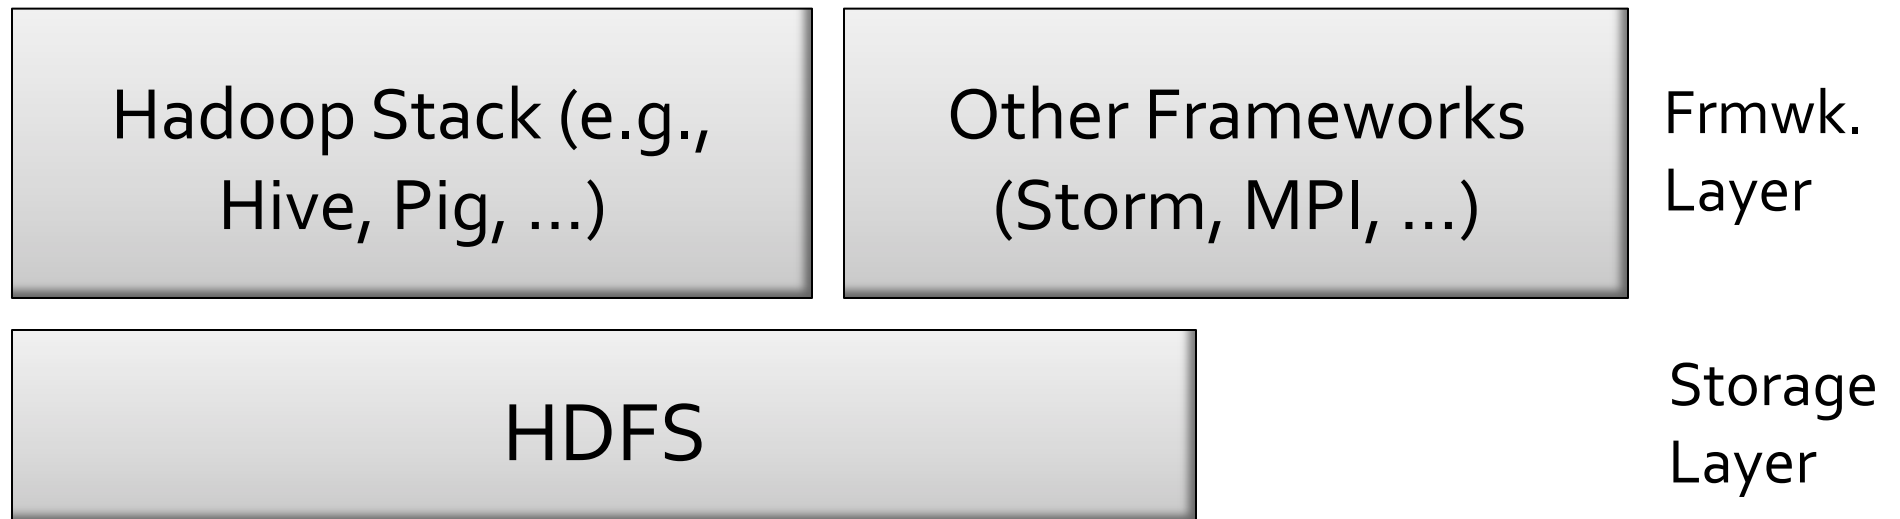 Hadoop Stack (e.g.,
Hive, Pig, …)
Other Frameworks
(Storm, MPI, …)
Frmwk.
Layer
HDFS
Storage
Layer